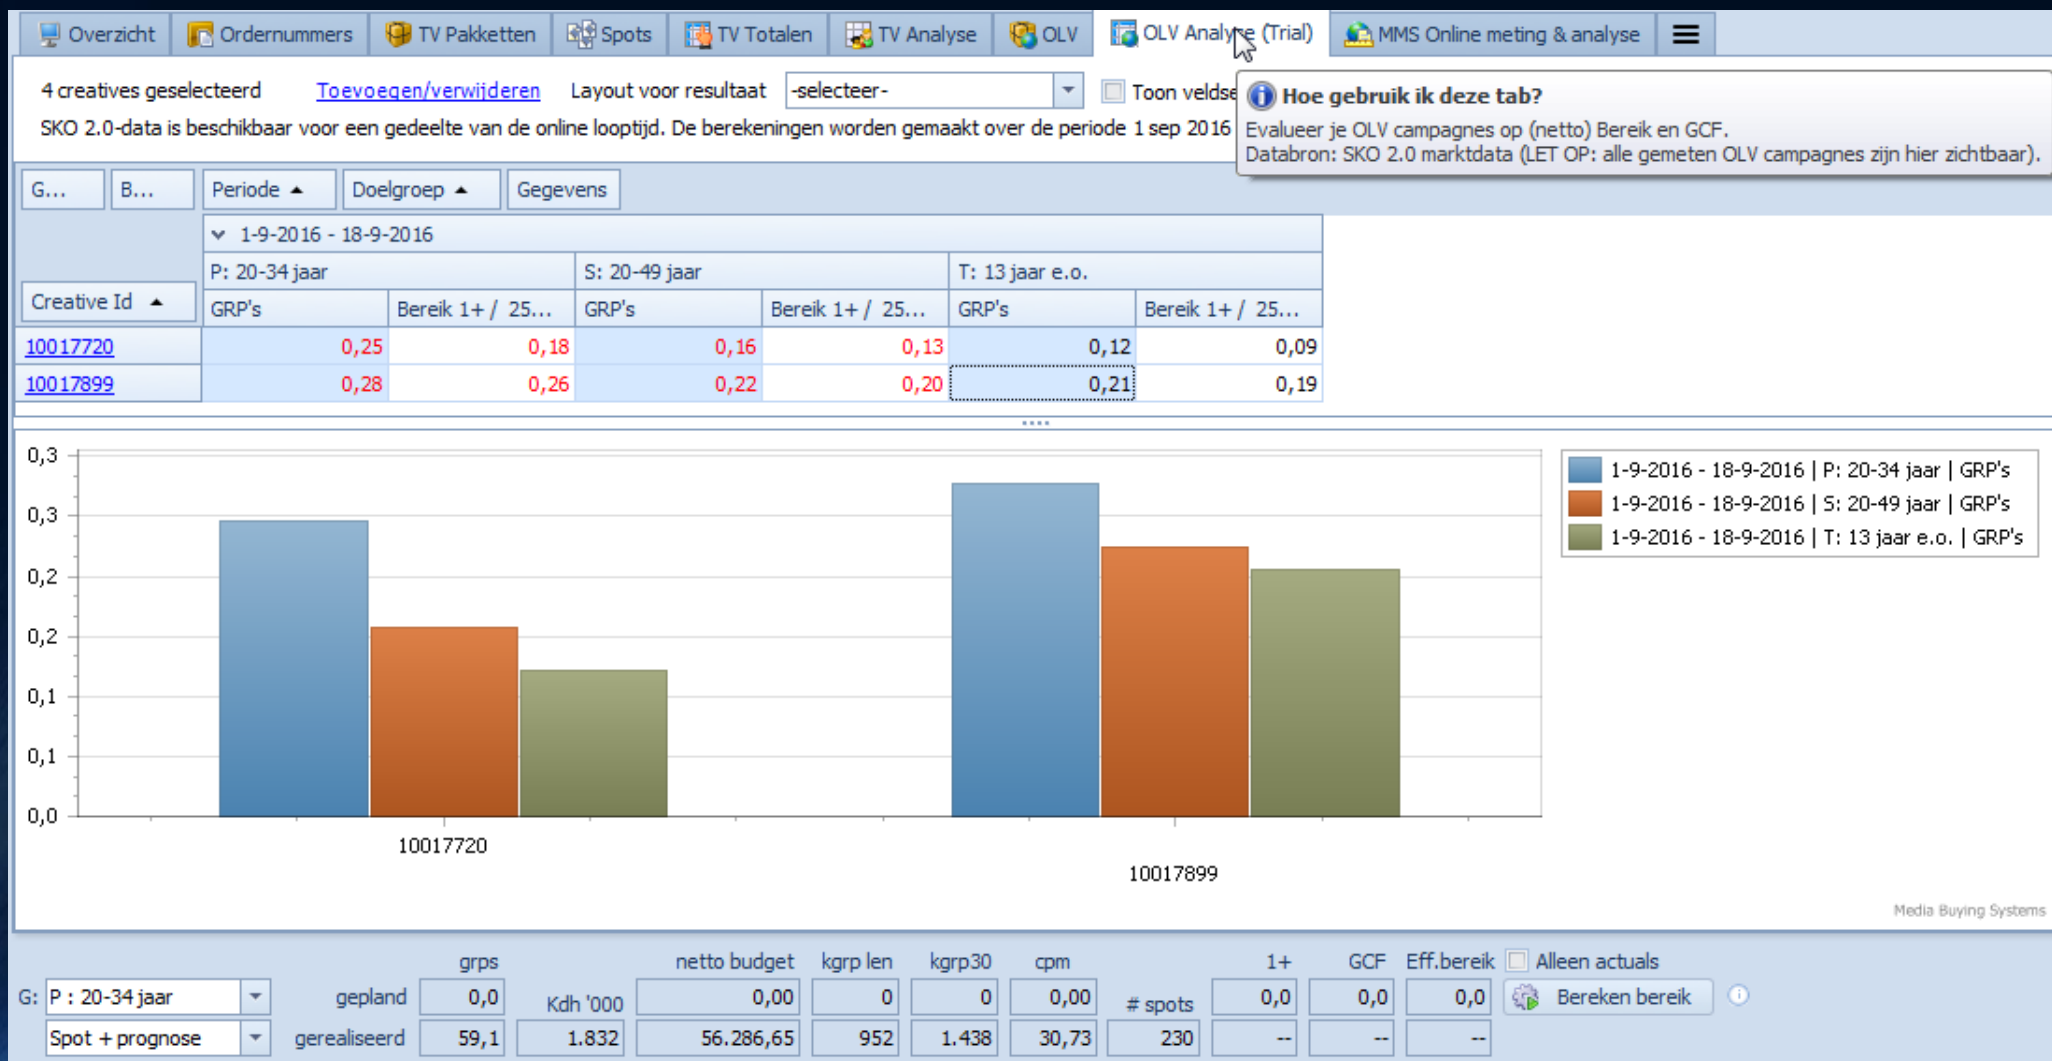 Overzicht Ordernummers TV Pakketten Spots TV Totalen TV Analyse OLV OLV Analyse (Trial) MMS Online meting & analyse
4 creatives geselecteerd Toevoegen/verwijderen Layout voor resultaat -selecteer- Toon veldse
Hoe gebruik ik deze tab?
SKO 2.0-data is beschikbaar voor een gedeelte van de online looptijd. De berekeningen worden gemaakt over de periode 1 sep 2016
Evalueer je OLV campagnes op (netto) Bereik en GCF.
Databron: SKO 2.0 marktdata (LET OP: alle gemeten OLV campagnes zijn hier zichtbaar).
G... B... Periode Doelgroep Gegevens
1-9-2016 - 18-9-2016
P: 20-34 jaar S: 20-49 jaar T: 13 jaar e.o.
Creative Id GRP's Bereik 1+ / 25... GRP's Bereik 1+ / 25... GRP's Bereik 1+ / 25...
10017720 0,25 0,18 0,16 0,13 0,12 0,09
10017899 0,28 0,26 0,22 0,20 0,21 0,19
0,3
0,3
0,2
0,2
0,1
0,1
0,0
10017720
10017899
1-9-2016 - 18-9-2016 | P: 20-34 jaar | GRP's
1-9-2016 - 18-9-2016 | S: 20-49 jaar | GRP's
1-9-2016 - 18-9-2016 | T: 13 jaar e.o. | GRP's
Media Buying Systems
grps netto budget kgrp len kgrp30 cpm 1+ GCF Eff.bereik Alleen actuals
G: P : 20-34 jaar gepland 0,0 Kdh '000 0,00 0 0 0,00 # spots 0,0 0,0 0,0 Bereken bereik
Spot + prognose gerealiseerd 59,1 1.832 56.286,65 952 1.438 30,73 230 -- -- --